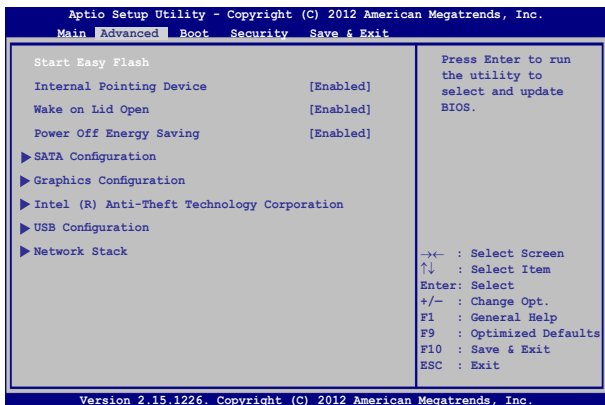 Aptio Setup Utility - Copyright (C) 2012 American Megatrends, Inc.
Main Advanced Boot Security Save & Exit
Start Easy Flash
Internal Pointing Device [Enabled]
Wake on Lid Open [Enabled]
Power Off Energy Saving [Enabled]
SATA Configuration
Graphics Configuration
Intel (R) Anti-Theft Technology Corporation
USB Configuration
Network Stack
Press Enter to run
the utility to
select and update
BIOS.
→← : Select Screen
↑↓ : Select Item
Enter: Select
+/— : Change Opt.
F1 : General Help
F9 : Optimized Defaults
F10 : Save & Exit
ESC : Exit
Version 2.15.1226. Copyright (C) 2012 American Megatrends, Inc.